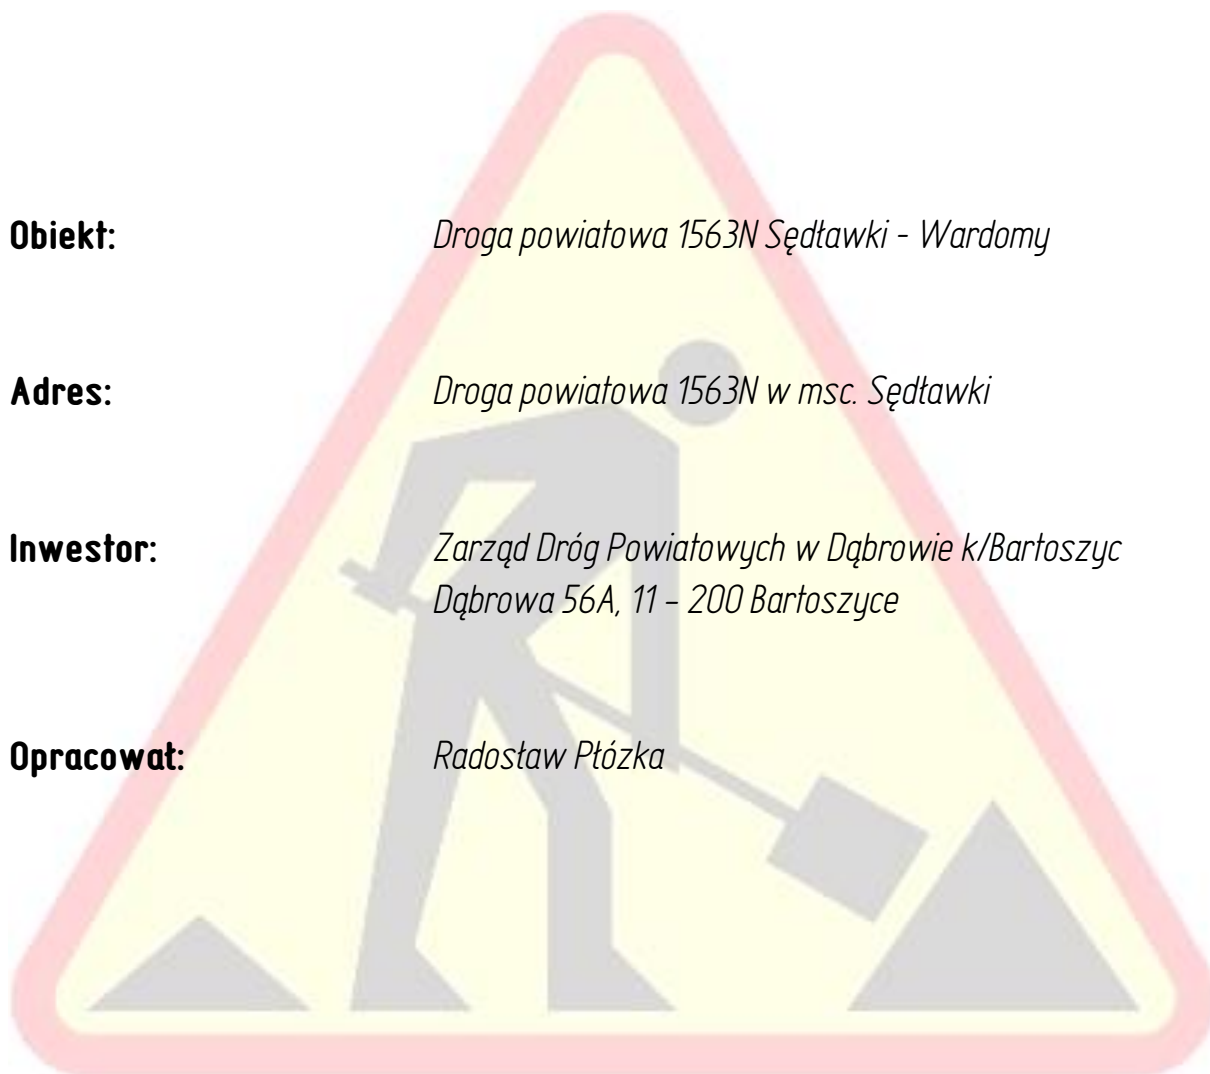 Obiekt: Droga powiatowa 1563N Sędławki - Wardomy
Adres: Droga powiatowa 1563N w msc. Sędławki
Inwestor: Zarząd Dróg Powiatowych w Dąbrowie k/Bartoszyc
Dąbrowa 56A, 11 - 200 Bartoszyce
Opracował: Radosław Płózka